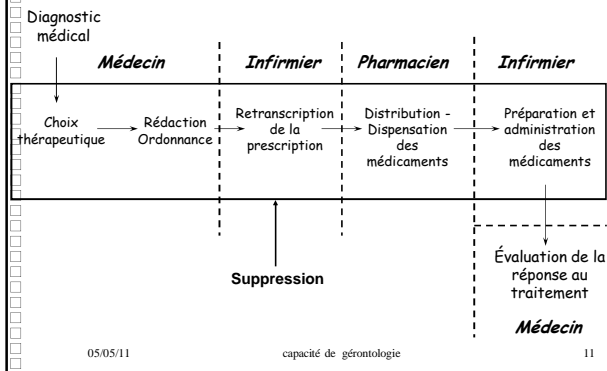 Diagnostic
médical
Médecin
Infirmier
Pharmacien
Infirmier
Choix
thérapeutique
Rédaction
Ordonnance
Retranscription
de la
prescription
Distribution -
Dispensation
des
médicaments
Préparation et
administration
des
médicaments
Suppression
Évaluation de la
réponse au
traitement
Médecin
05/05/11
capacité de gérontologie
11